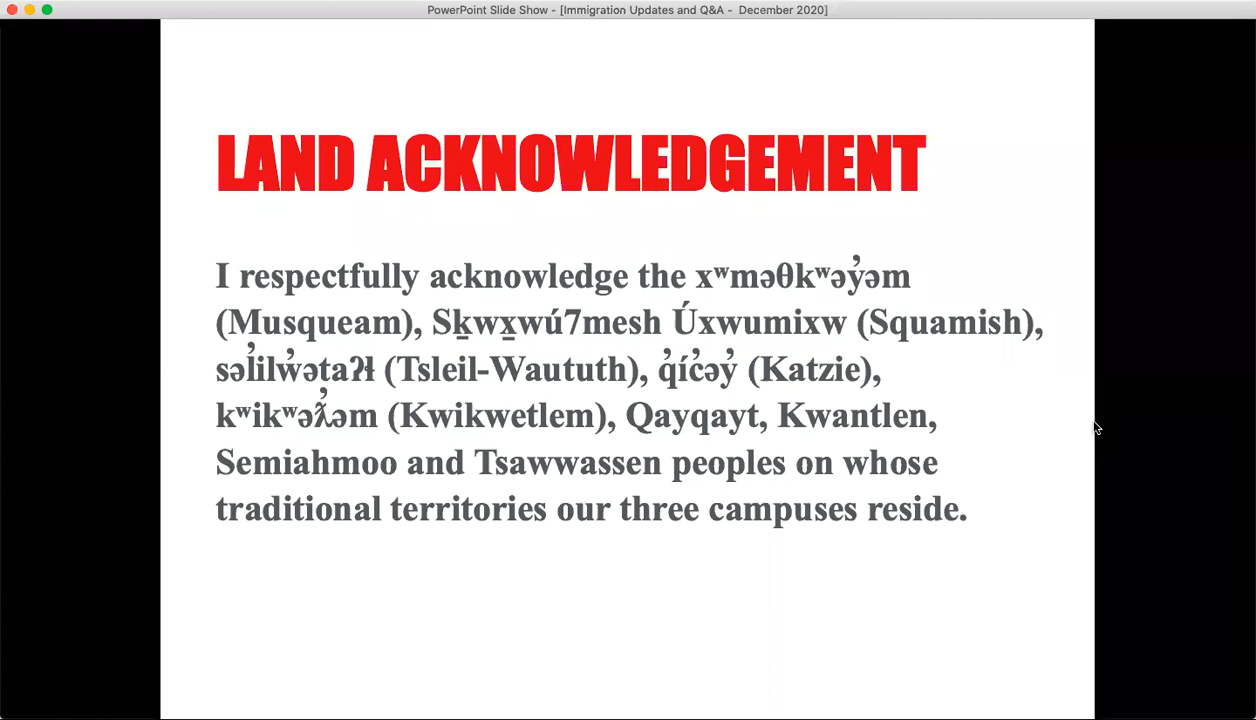 PowerPoint Slide Show - [Immigration Updates and Q&A -  December 2020]
LAND ACKNOWLEDGEMENT
I respectfully acknowledge the xʷməθkʷəy̓əm
(Musqueam), Sḵwx̱wú7mesh Úxwumixw (Squamish),
səl̓ilw̓ətaʔɬ (Tsleil-Waututh), q̓íc̓əy̓ (Katzie),
kʷikʷəƛ̓əm (Kwikwetlem), Qayqayt, Kwantlen,
Semiahmoo and Tsawwassen peoples on whose
traditional territories our three campuses reside.